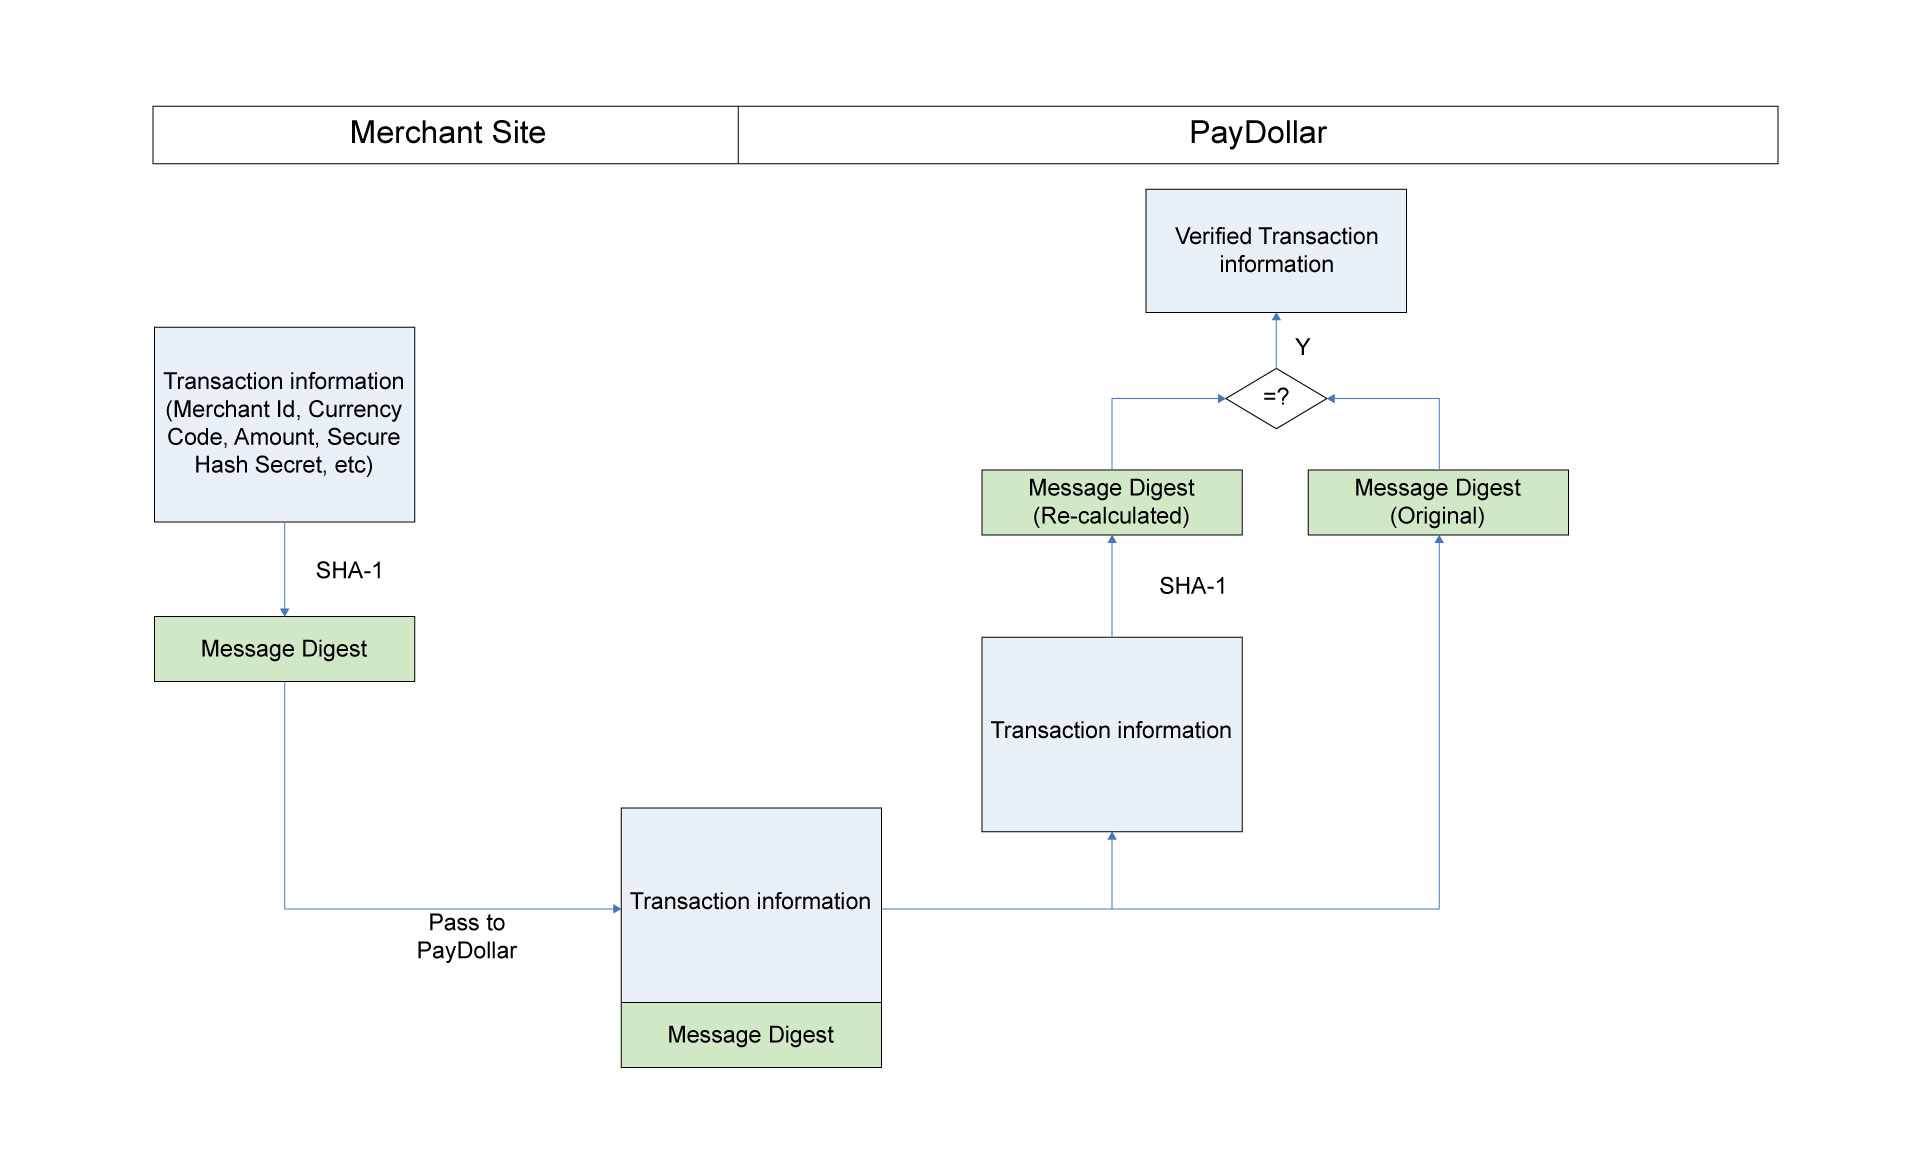 Merchant Site
PayDollar
Verified Transaction
information
Y
=?
Transaction information
(Merchant Id, Currency
Code, Amount, Secure
Hash Secret, etc)
SHA-1
Message Digest
Pass to
PayDollar
Transaction information
Message Digest
Message Digest
(Re-calculated)
Message Digest
(Original)
SHA-1
Transaction information